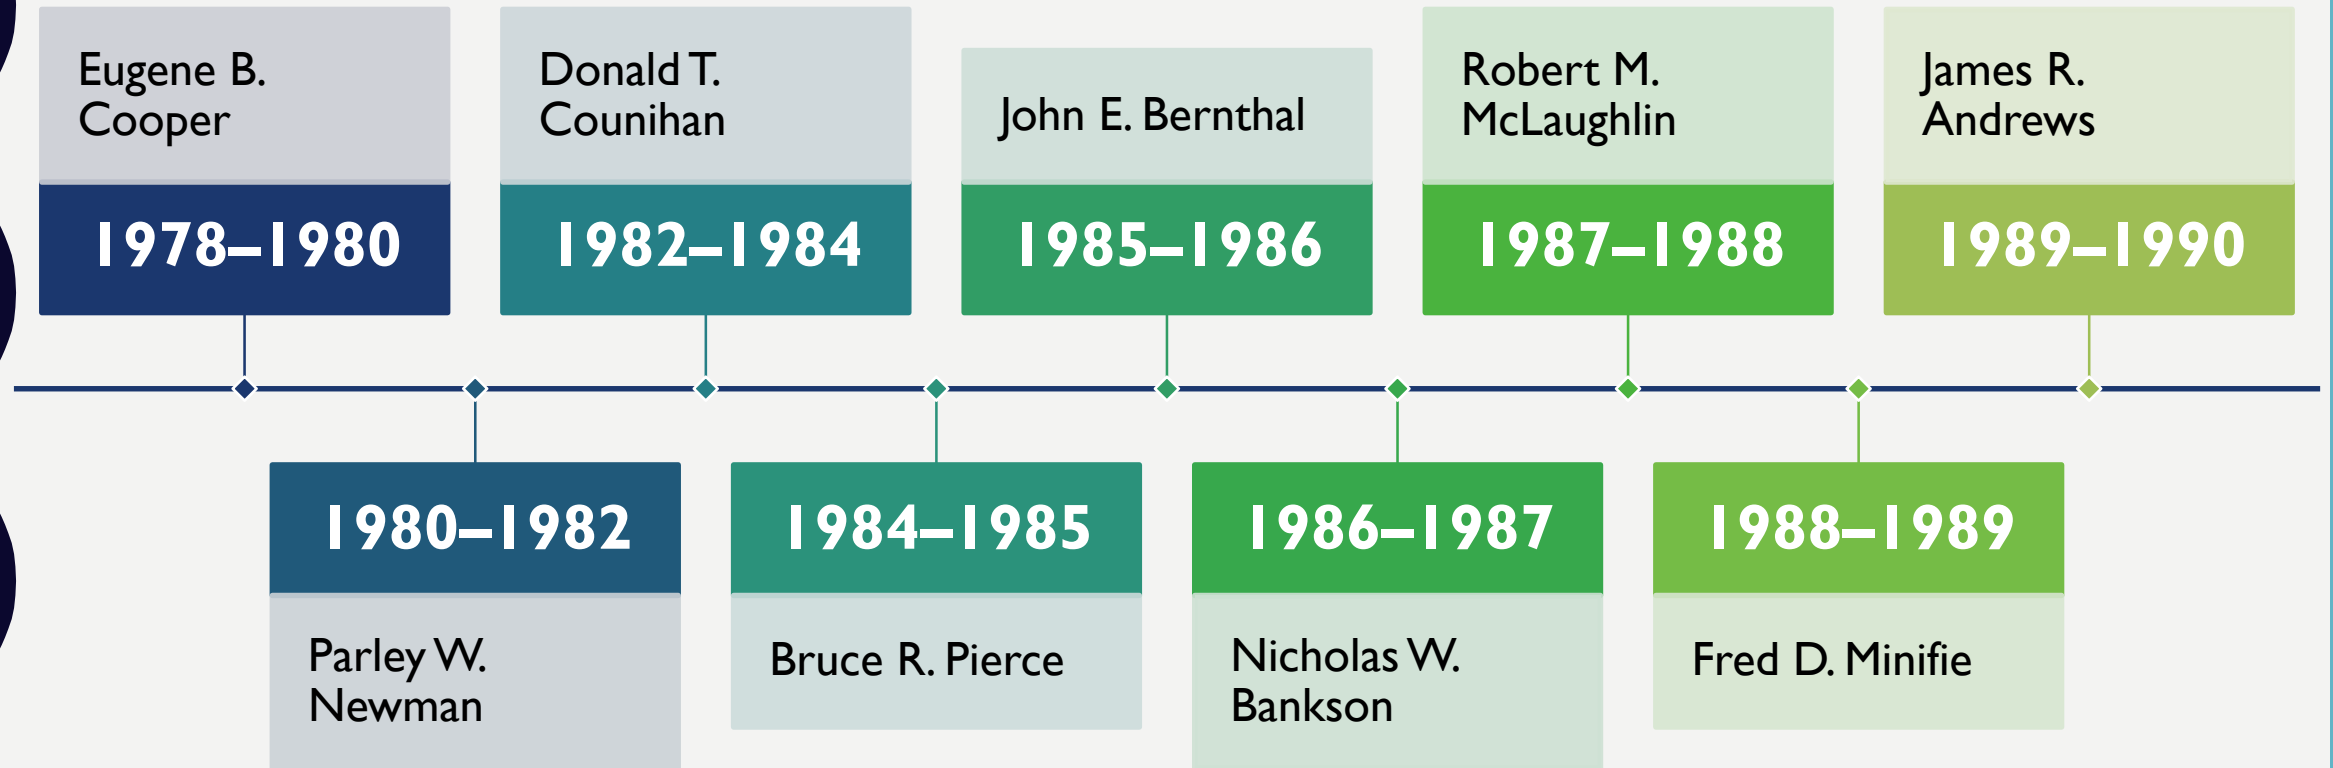 Eugene B.
Cooper
1978–1980
Donald T.
Counihan
1982–1984
John E. Bernthal
1985–1986
Robert M.
McLaughlin
1987–1988
James R.
Andrews
1989–1990
1980–1982
Parley W.
Newman
1984–1985
Bruce R. Pierce
1986–1987
Nicholas W.
Bankson
1988–1989
Fred D. Minifie